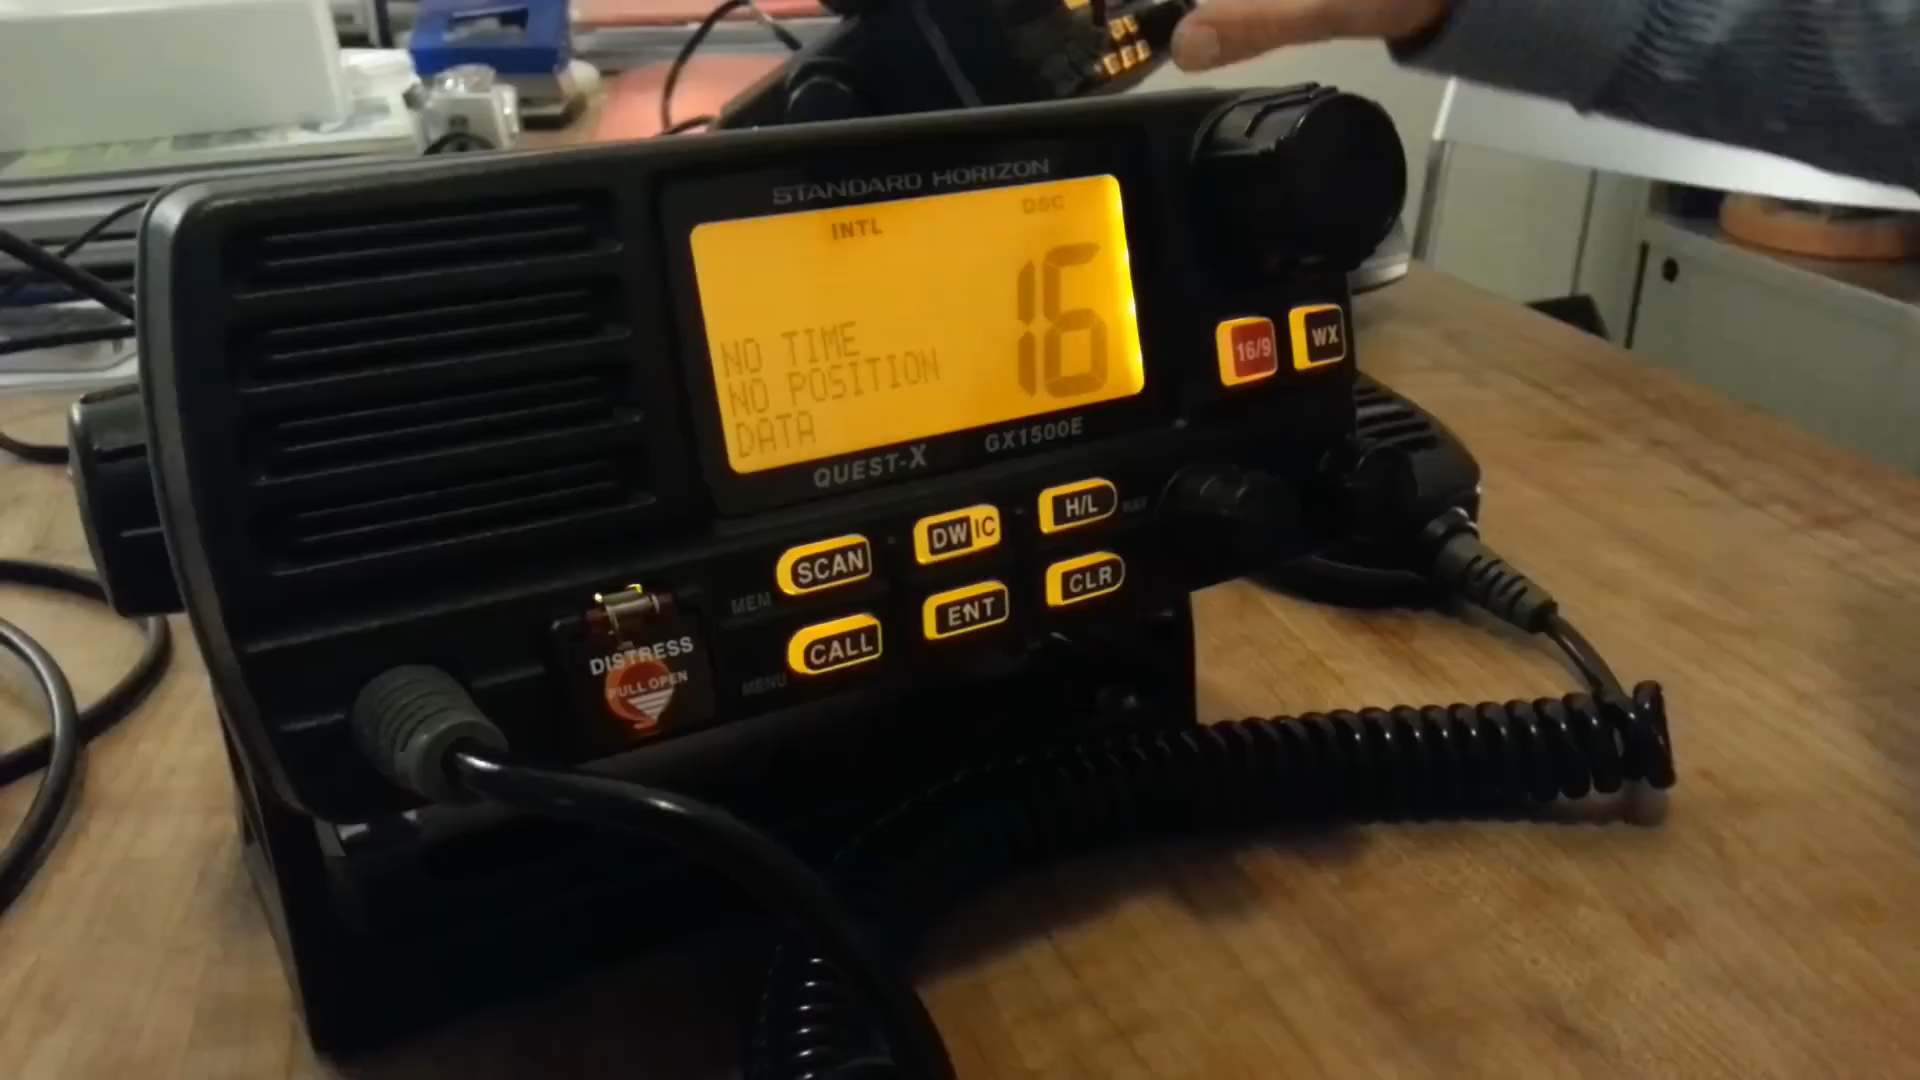 STANDARD HORIZON
INTL DSC
16
NO TIME
NO POSITION
DATA
QUEST-X GX1500E
16/9 WX
SCAN DW IC H/L NAV
MEM
CALL ENT CLR
MENU
DISTRESS
PULL OPEN